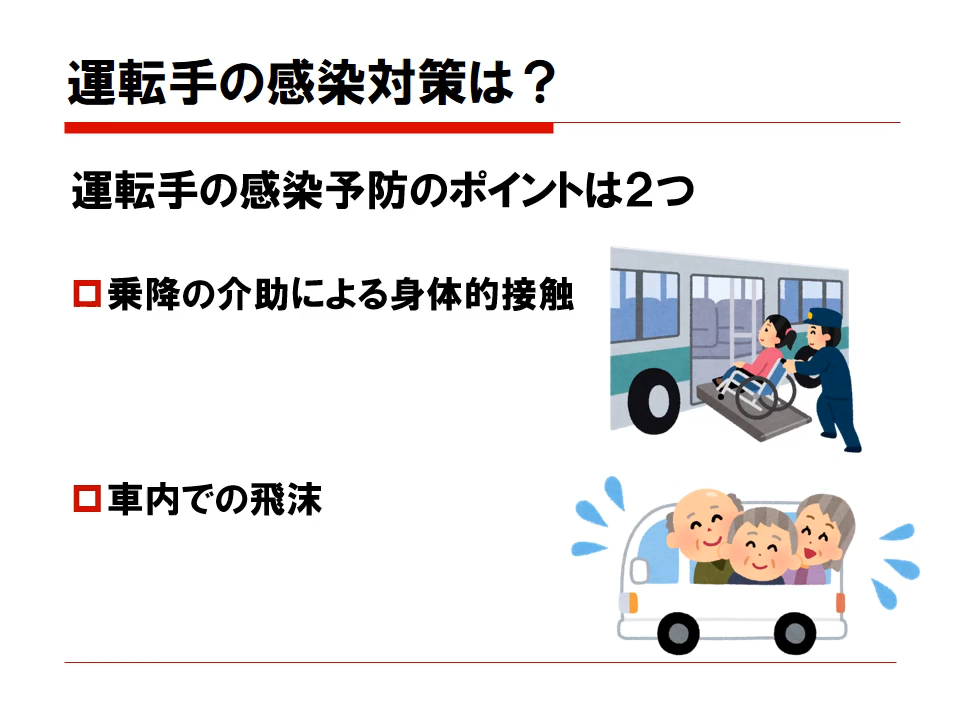 運転手の感染対策は？
運転手の感染予防のポイントは２つ
乗降の介助による身体的接触
車内での飛沫